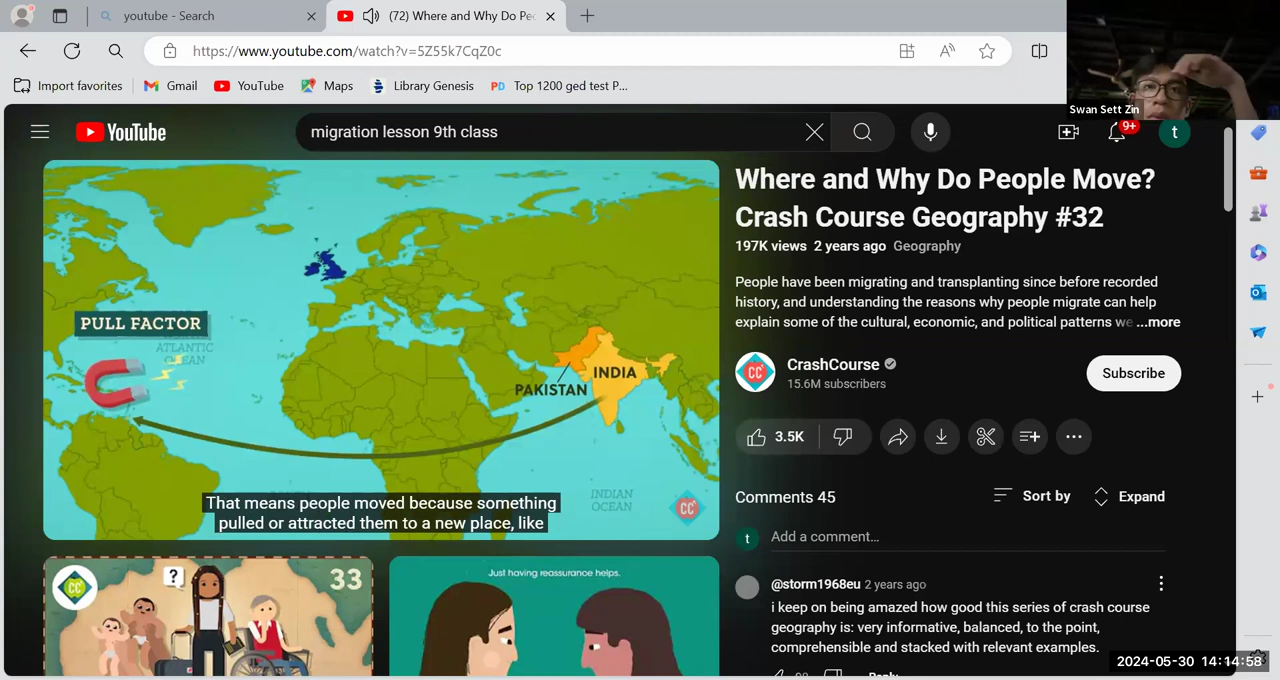 youtube - Search
(72) Where and Why Do Peo
https://www.youtube.com/watch?v=5Z55k7CqZ0c
Import favorites
Gmail
YouTube
Maps
Library Genesis
PD
Top 1200 ged test P...
Swan Sett Zin
YouTube
migration lesson 9th class
9+
t
PULL FACTOR
ATLANTIC
OCEAN
PAKISTAN
INDIA
INDIAN
OCEAN
CC
That means people moved because something
pulled or attracted them to a new place, like
Where and Why Do People Move?
Crash Course Geography #32
197K views 2 years ago Geography
People have been migrating and transplanting since before recorded
history, and understanding the reasons why people migrate can help
explain some of the cultural, economic, and political patterns we ...more
CC
CrashCourse
15.6M subscribers
Subscribe
3.5K
Comments 45
Sort by
Expand
t
Add a comment...
@storm1968eu 2 years ago
i keep on being amazed how good this series of crash course
geography is: very informative, balanced, to the point,
comprehensible and stacked with relevant examples.
98
Reply
CC
?
33
Just having reassurance helps.
2024-05-30 14:14:58